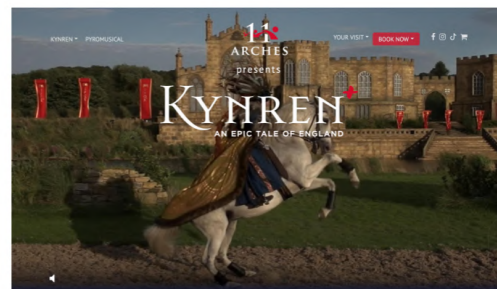 KYNREN
PYROMUSICAL
11
ARCHES
presents
YOUR VISIT
BOOK NOW
KYNREN
AN EPIC TALE OF ENGLAND